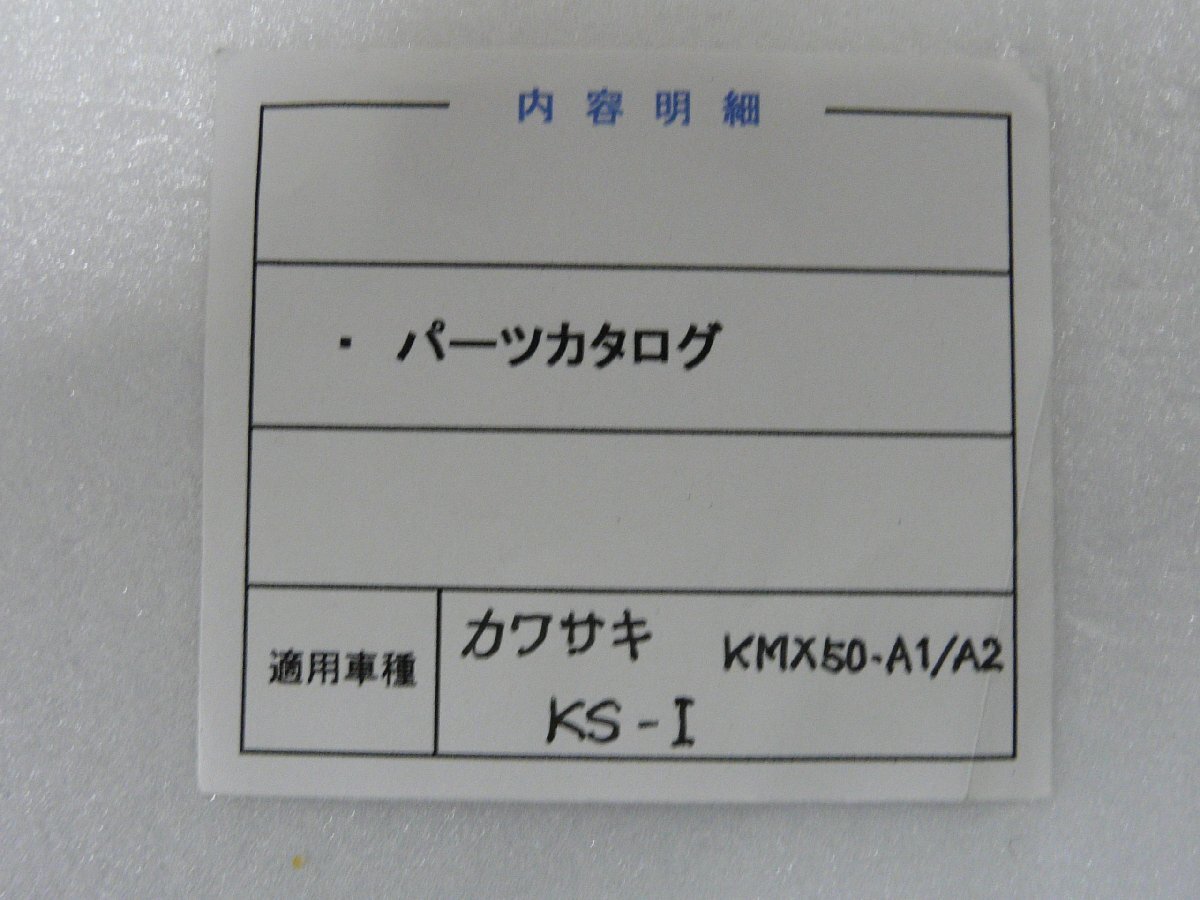 内容明細
・ パーツカタログ
適用車種
カワサキ KMX50-A1/A2
KS-I